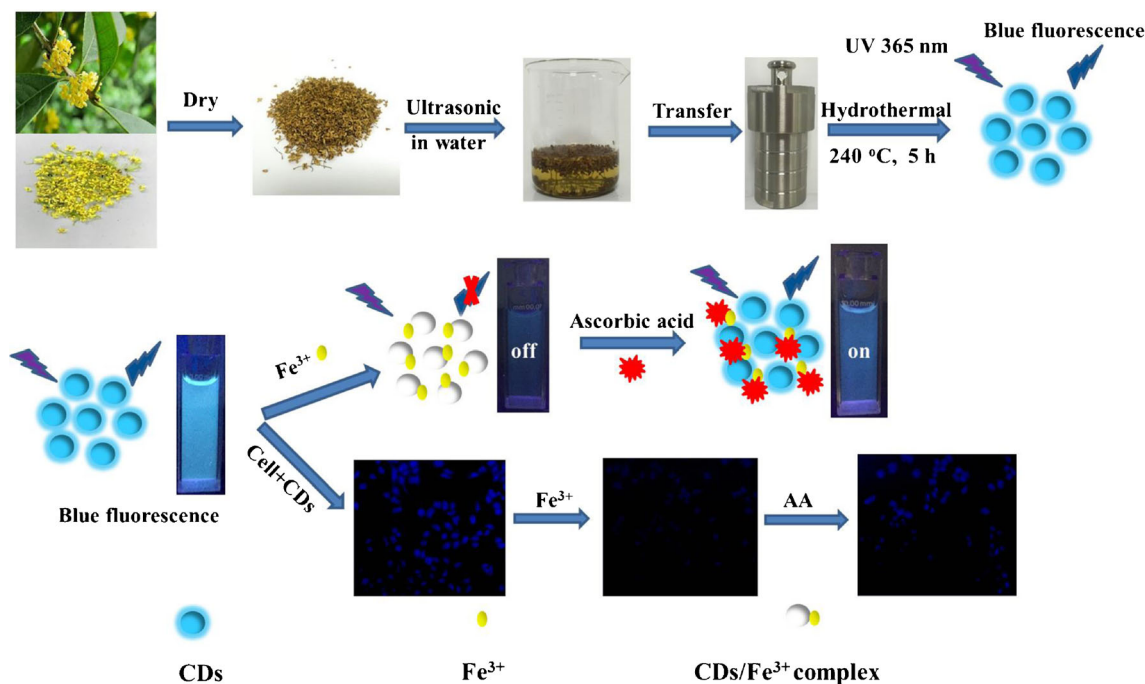 Blue fluorescence
UV 365 nm
Dry
Ultrasonic
in water
Transfer
Hydrothermal
240 °C, 5 h
Fe³⁺
off
Ascorbic acid
on
Blue fluorescence
Cell+CDs
Fe³⁺
AA
CDs
Fe³⁺
CDs/Fe³⁺ complex